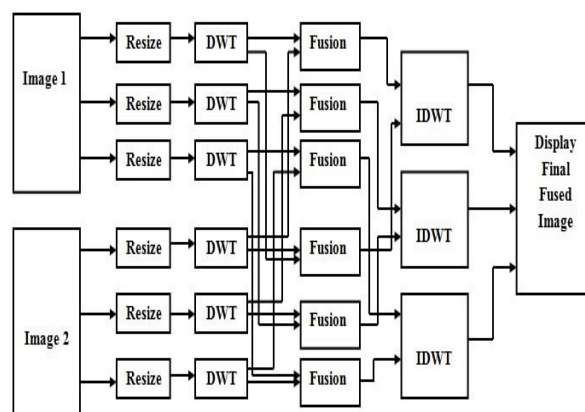 Image 1
Resize
DWT
Fusion
Resize
DWT
Fusion
Resize
DWT
Fusion
IDWT
Display
Final
Fused
Image
IDWT
Image 2
Resize
DWT
Fusion
Resize
DWT
Fusion
IDWT
Resize
DWT
Fusion